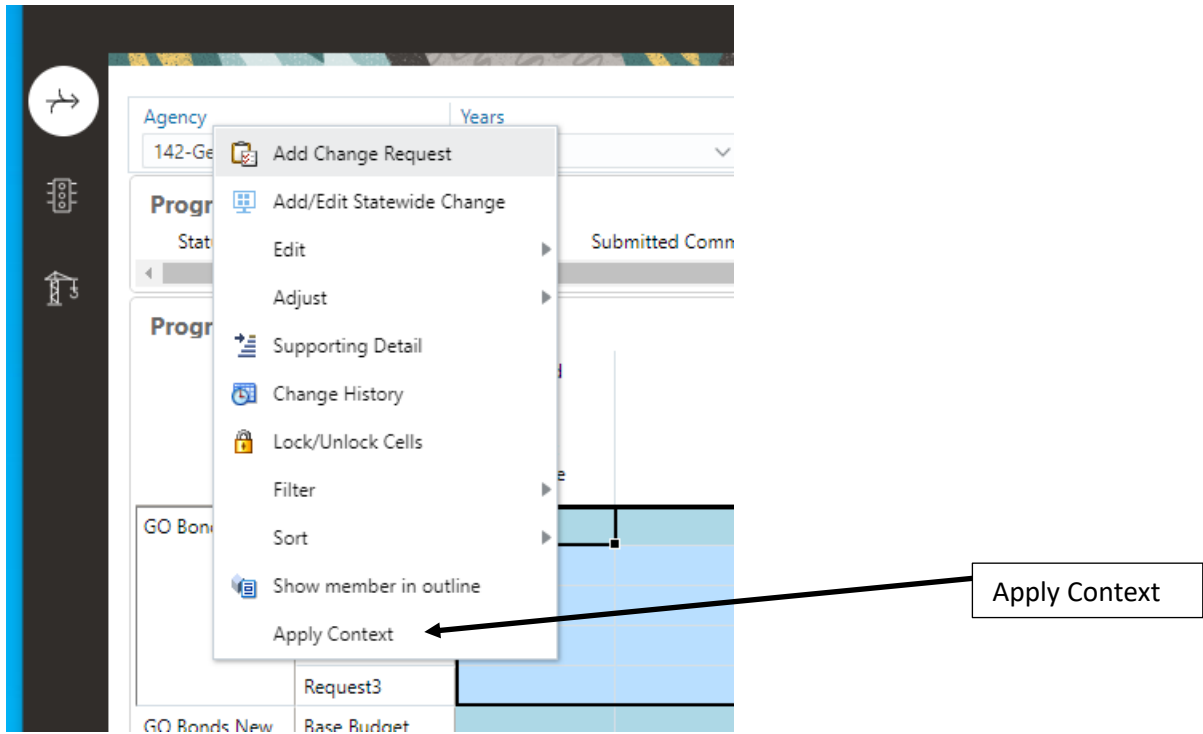 Agency Years
142-Ge
Add Change Request
Progr
Add/Edit Statewide Change
Stat
Submitted Comm
Edit
Adjust
Progr
Supporting Detail
Change History
Lock/Unlock Cells
Filter
GO Bon
Sort
Show member in outline
Apply Context
Apply Context
Request3
GO Bonds New Base Budget